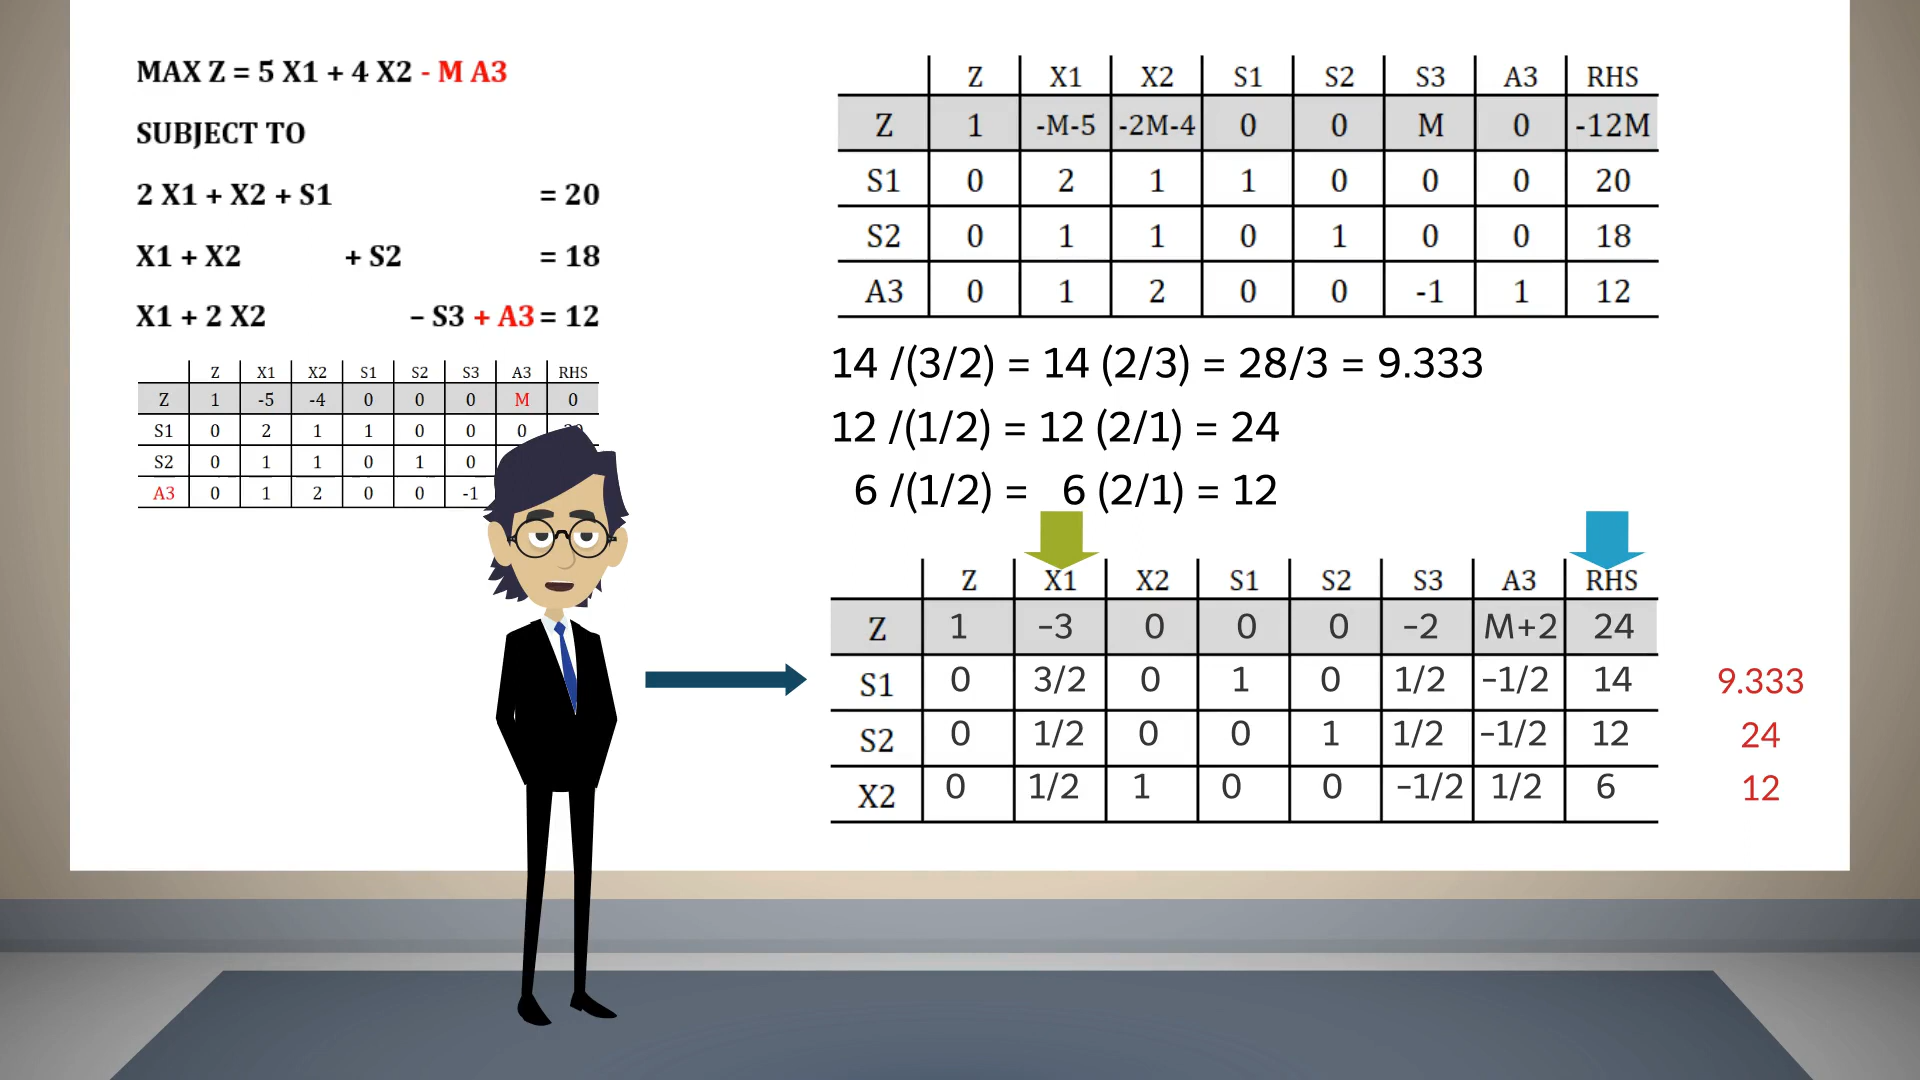 MAX Z = 5 X1 + 4 X2 - M A3
SUBJECT TO
2 X1 + X2 + S1 = 20
X1 + X2 + S2 = 18
X1 + 2 X2 – S3 + A3 = 12
Z X1 X2 S1 S2 S3 A3 RHS
Z 1 -5 -4 0 0 0 M 0
S1 0 2 1 1 0 0 0
S2 0 1 1 0 1 0
A3 0 1 2 0 0 -1
Z X1 X2 S1 S2 S3 A3 RHS
Z 1 -M-5 -2M-4 0 0 M 0 -12M
S1 0 2 1 1 0 0 0 20
S2 0 1 1 0 1 0 0 18
A3 0 1 2 0 0 -1 1 12
14 /(3/2) = 14 (2/3) = 28/3 = 9.333
12 /(1/2) = 12 (2/1) = 24
6 /(1/2) = 6 (2/1) = 12
Z X1 X2 S1 S2 S3 A3 RHS
Z 1 -3 0 0 0 -2 M+2 24
S1 0 3/2 0 1 0 1/2 -1/2 14 9.333
S2 0 1/2 0 0 1 1/2 -1/2 12 24
X2 0 1/2 1 0 0 -1/2 1/2 6 12